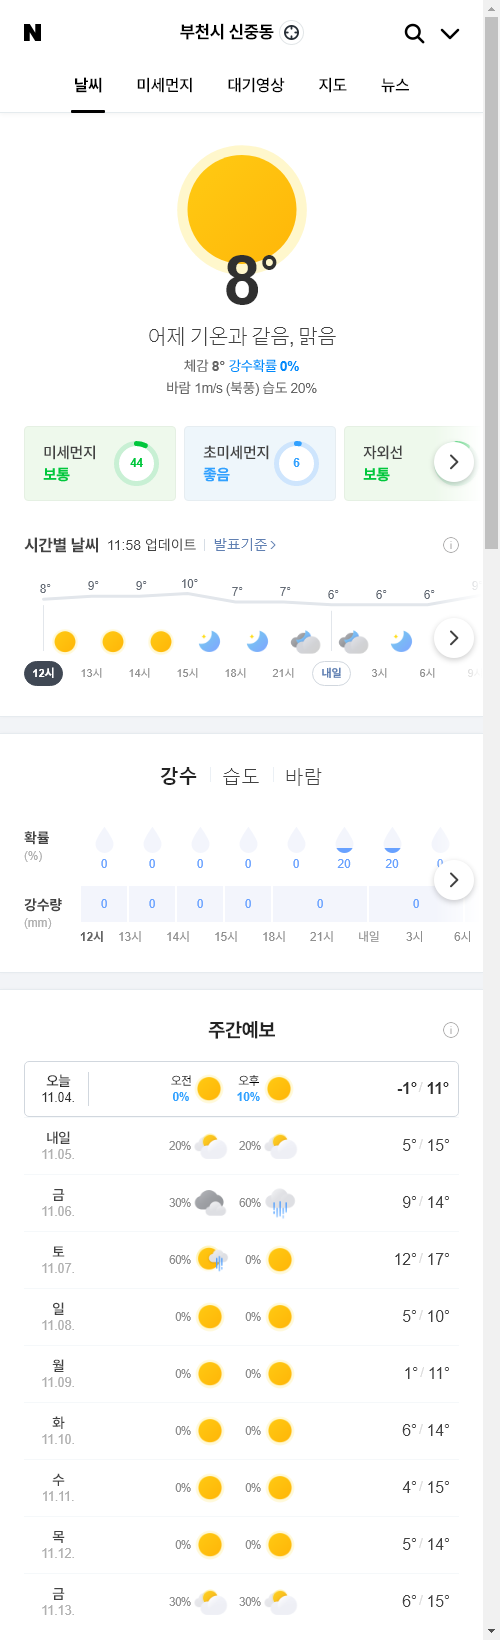 N
부천시 신중동
날씨 미세먼지 대기영상 지도 뉴스
8°
어제 기온과 같음, 맑음
체감 8° 강수확률 0%
바람 1m/s (북풍) 습도 20%
미세먼지 보통 44
초미세먼지 좋음 6
자외선 보통
시간별 날씨 11:58 업데이트 발표기준
8° 9° 9° 10° 7° 7° 6° 6° 6° 9°
12시 13시 14시 15시 18시 21시 내일 3시 6시
강수 습도 바람
확률 (%) 0 0 0 0 0 20 20 0
강수량 (mm) 0 0 0 0 0 0
12시 13시 14시 15시 18시 21시 내일 3시 6시
주간예보
오늘 11.04. 오전 0% 오후 10% -1° / 11°
내일 11.05. 20% 20% 5° / 15°
금 11.06. 30% 60% 9° / 14°
토 11.07. 60% 0% 12° / 17°
일 11.08. 0% 0% 5° / 10°
월 11.09. 0% 0% 1° / 11°
화 11.10. 0% 0% 6° / 14°
수 11.11. 0% 0% 4° / 15°
목 11.12. 0% 0% 5° / 14°
금 11.13. 30% 30% 6° / 15°